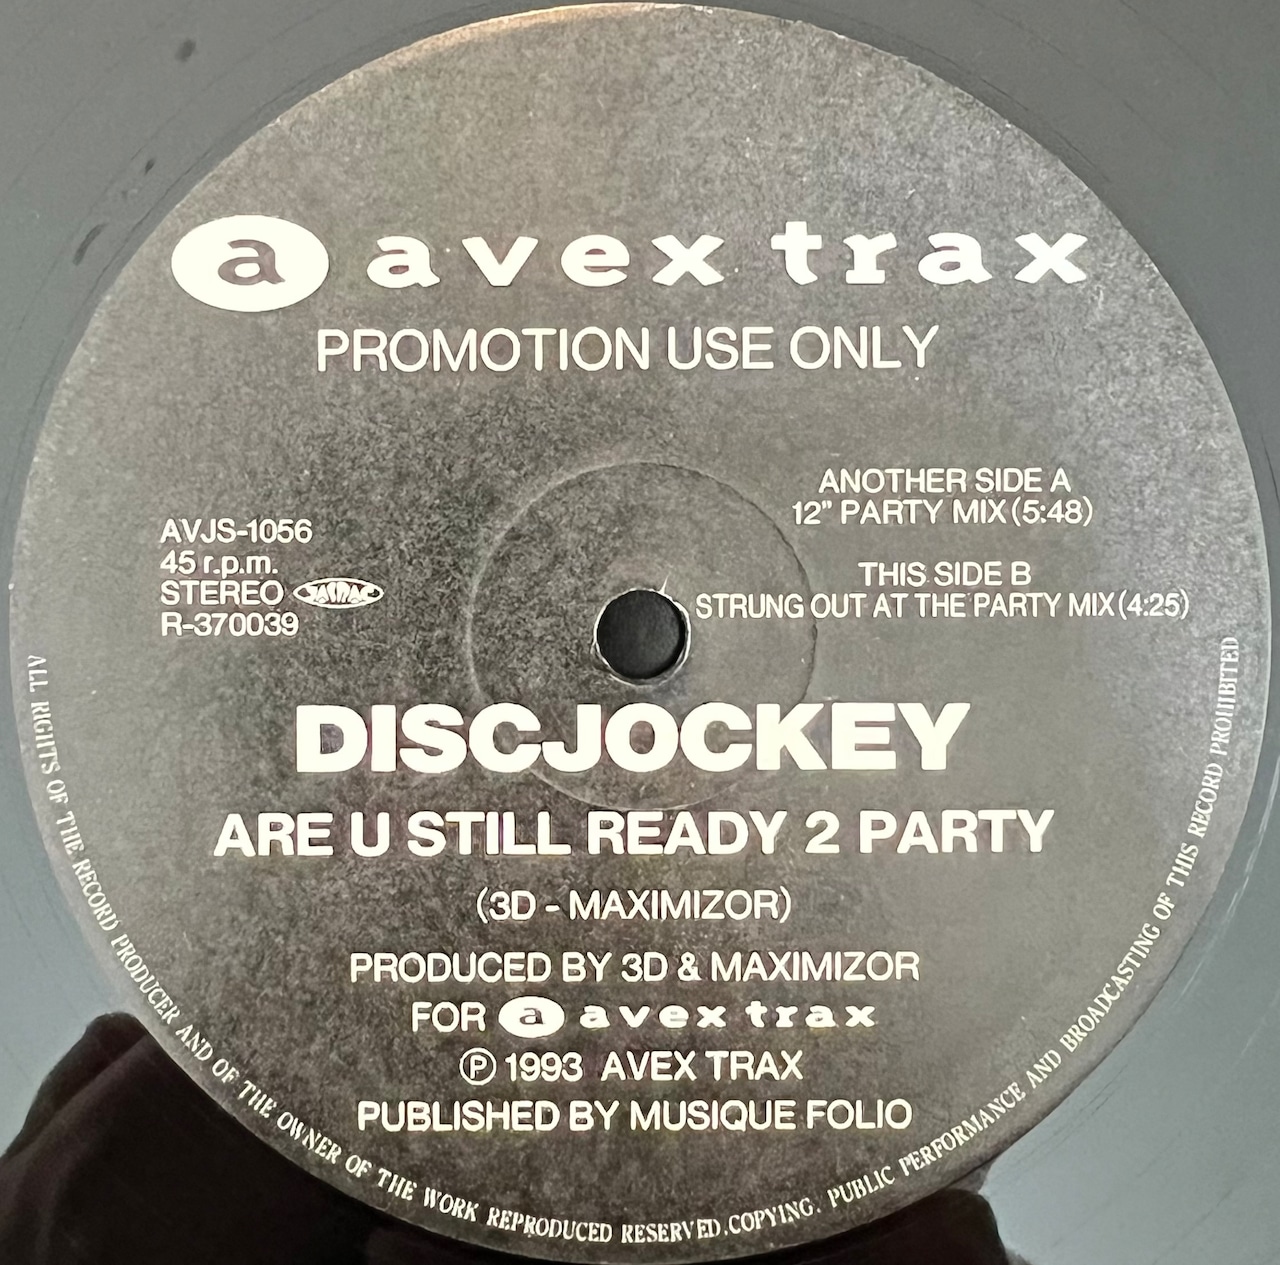 a avex trax
PROMOTION USE ONLY
ANOTHER SIDE A
12" PARTY MIX (5:48)
THIS SIDE B
STRUNG OUT AT THE PARTY MIX (4:25)
AVJS-1056
45 r.p.m.
STEREO JASRAC
R-370039
DISCJOCKEY
ARE U STILL READY 2 PARTY
(3D - MAXIMIZOR)
PRODUCED BY 3D & MAXIMIZOR
FOR a avex trax
Ⓟ 1993 AVEX TRAX
PUBLISHED BY MUSIQUE FOLIO
ALL RIGHTS OF THE RECORD PRODUCER AND OF THE OWNER OF THE WORK REPRODUCED RESERVED. COPYING. PUBLIC PERFORMANCE AND BROADCASTING OF THIS RECORD PROHIBITED